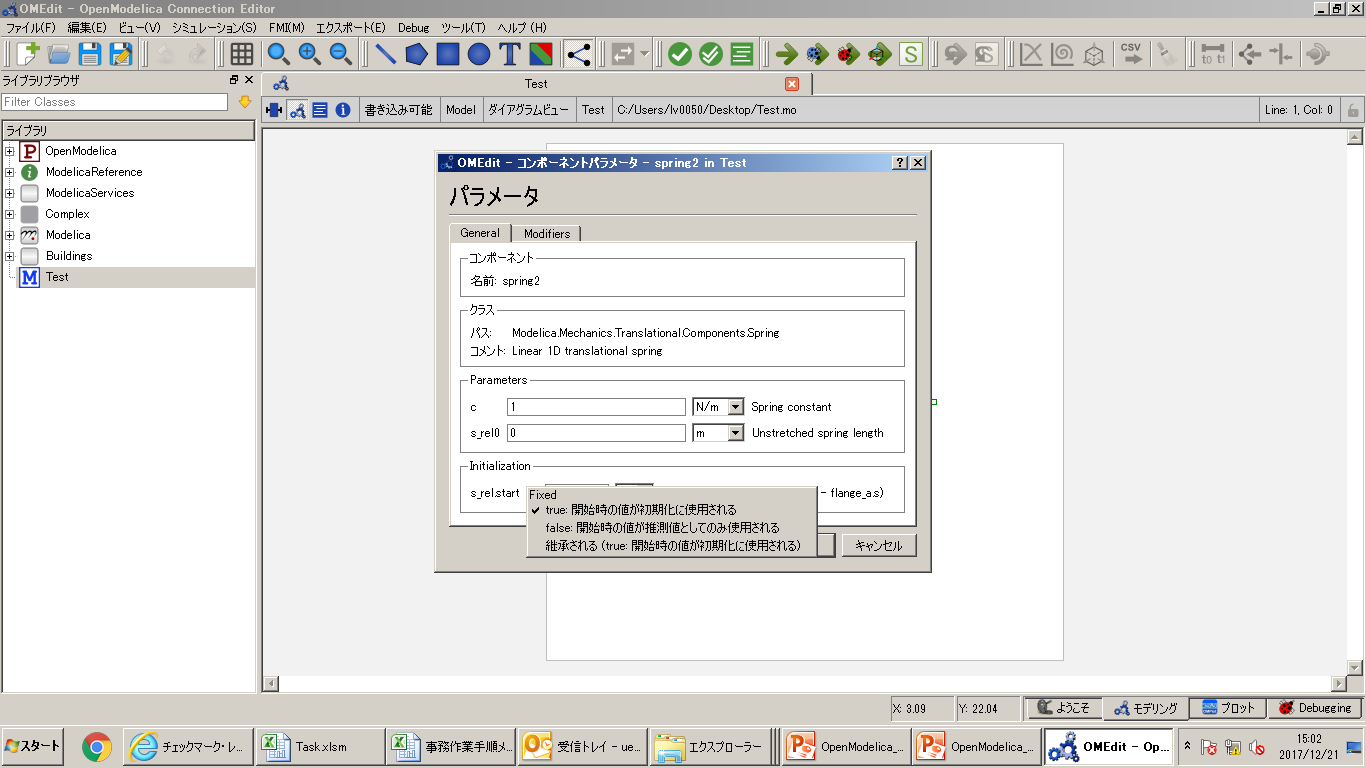 OMEdit - OpenModelica Connection Editor
ファイル(F) 編集(E) ビュー(V) シミュレーション(S) FMI(M) エクスポート(E) Debug ツール(T) ヘルプ (H)
CSV
to t1
S
T
ライブラリブラウザ
Test
Filter Classes
書き込み可能 Model ダイアグラムビュー Test C:/Users/lv0050/Desktop/Test.mo Line: 1, Col: 0
ライブラリ
OpenModelica
ModelicaReference
ModelicaServices
Complex
Modelica
Buildings
Test
OMEdit - コンポーネントパラメータ - spring2 in Test
パラメータ
General Modifiers
コンポーネント
名前: spring2
クラス
パス: Modelica.Mechanics.Translational.Components.Spring
コメント: Linear 1D translational spring
Parameters
c 1 N/m Spring constant
s_rel0 0 m Unstretched spring length
Initialization
s_rel.start - flange_a.s)
Fixed
true: 開始時の値が初期化に使用される
false: 開始時の値が推測値としてのみ使用される
継承される (true: 開始時の値が初期化に使用される)
キャンセル
X: 3.09 Y: 22.04 ようこそ モデリング プロット Debugging
スタート チェックマーク・レ... Task.xlsm 事務作業手順メ... 受信トレイ - ue... エクスプローラー OpenModelica_... OpenModelica_... OMEdit - Op... 15:02
2017/12/21